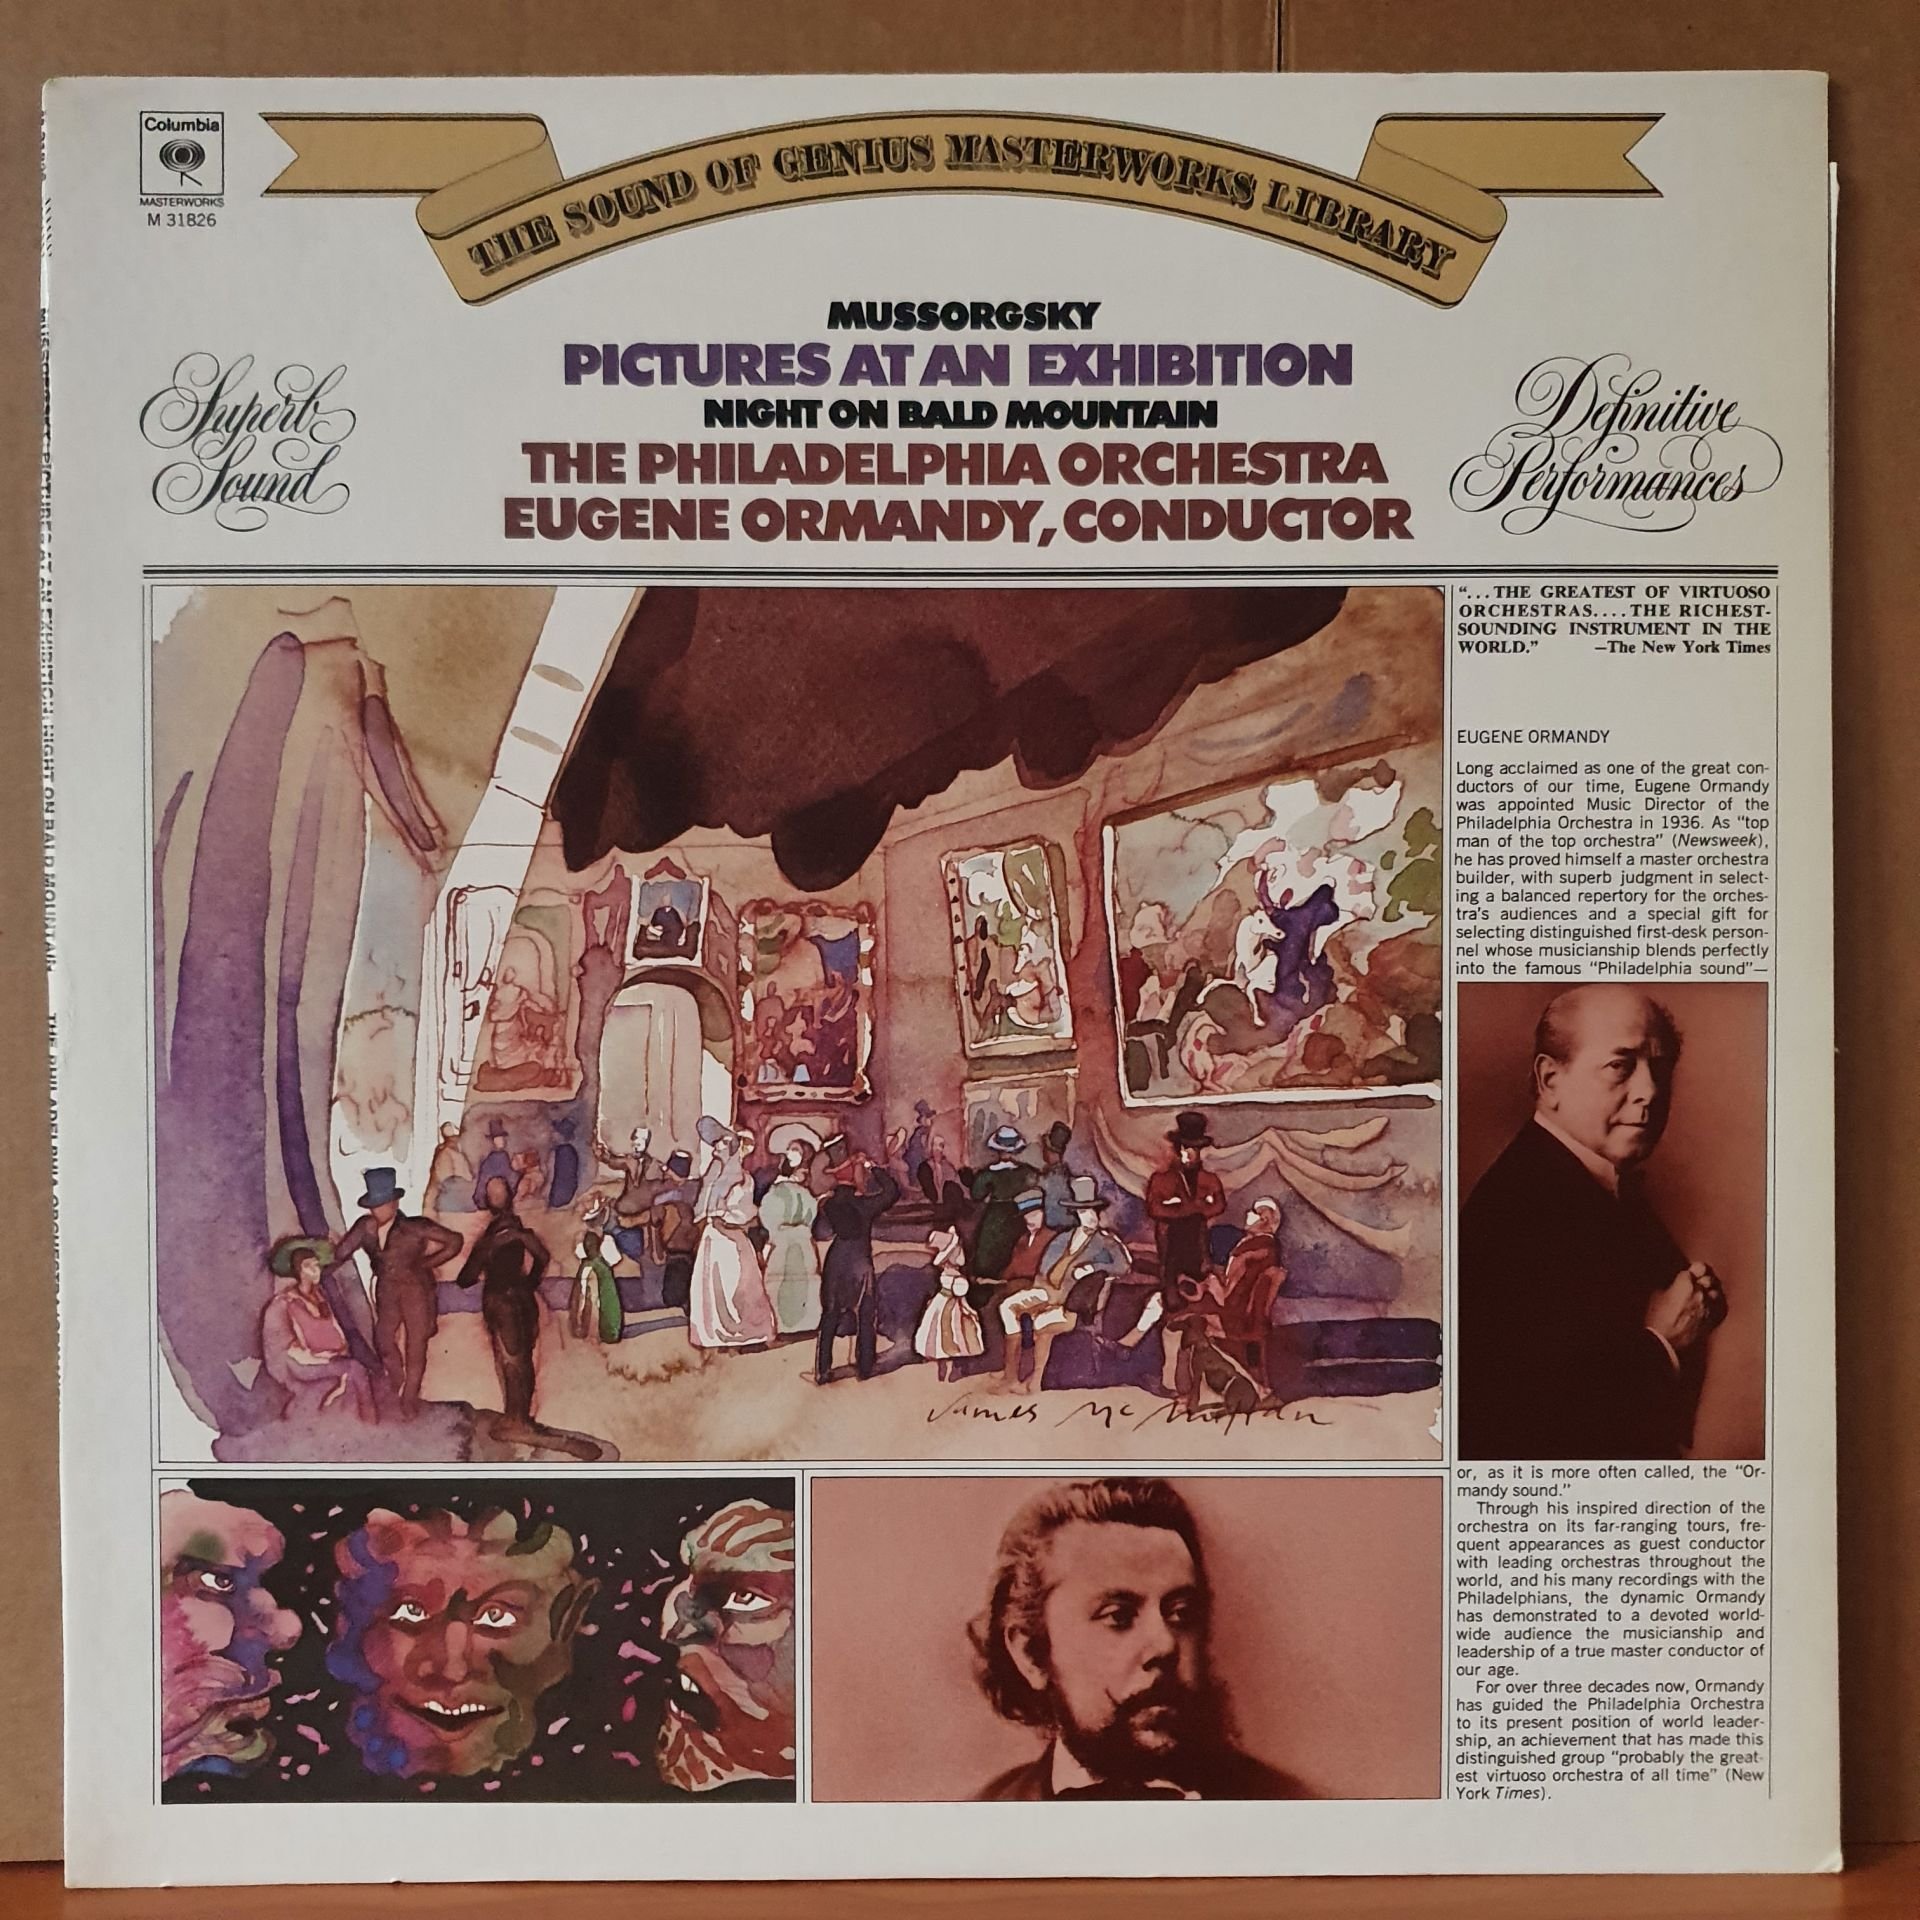 Columbia
MASTERWORKS
M 31826
THE SOUND OF GENIUS MASTERWORKS LIBRARY
MUSSORGSKY
PICTURES AT AN EXHIBITION
NIGHT ON BALD MOUNTAIN
THE PHILADELPHIA ORCHESTRA
EUGENE ORMANDY, CONDUCTOR
Superb
Sound
Definitive
Performances
“...THE GREATEST OF VIRTUOSO
ORCHESTRAS....THE RICHEST-
SOUNDING INSTRUMENT IN THE
WORLD.” —The New York Times
EUGENE ORMANDY
Long acclaimed as one of the great con-
ductors of our time, Eugene Ormandy
was appointed Music Director of the
Philadelphia Orchestra in 1936. As “top
man of the top orchestra” (Newsweek),
he has proved himself a master orchestra
builder, with superb judgment in select-
ing a balanced repertory for the orches-
tra's audiences and a special gift for
selecting distinguished first-desk person-
nel whose musicianship blends perfectly
into the famous “Philadelphia sound”—
or, as it is more often called, the “Or-
mandy sound.”
Through his inspired direction of the
orchestra on its far-ranging tours, fre-
quent appearances as guest conductor
with leading orchestras throughout the
world, and his many recordings with the
Philadelphians, the dynamic Ormandy
has demonstrated to a devoted world-
wide audience the musicianship and
leadership of a true master conductor of
our age.
For over three decades now, Ormandy
has guided the Philadelphia Orchestra
to its present position of world leader-
ship, an achievement that has made this
distinguished group “probably the great-
est virtuoso orchestra of all time” (New
York Times).
James McMullan